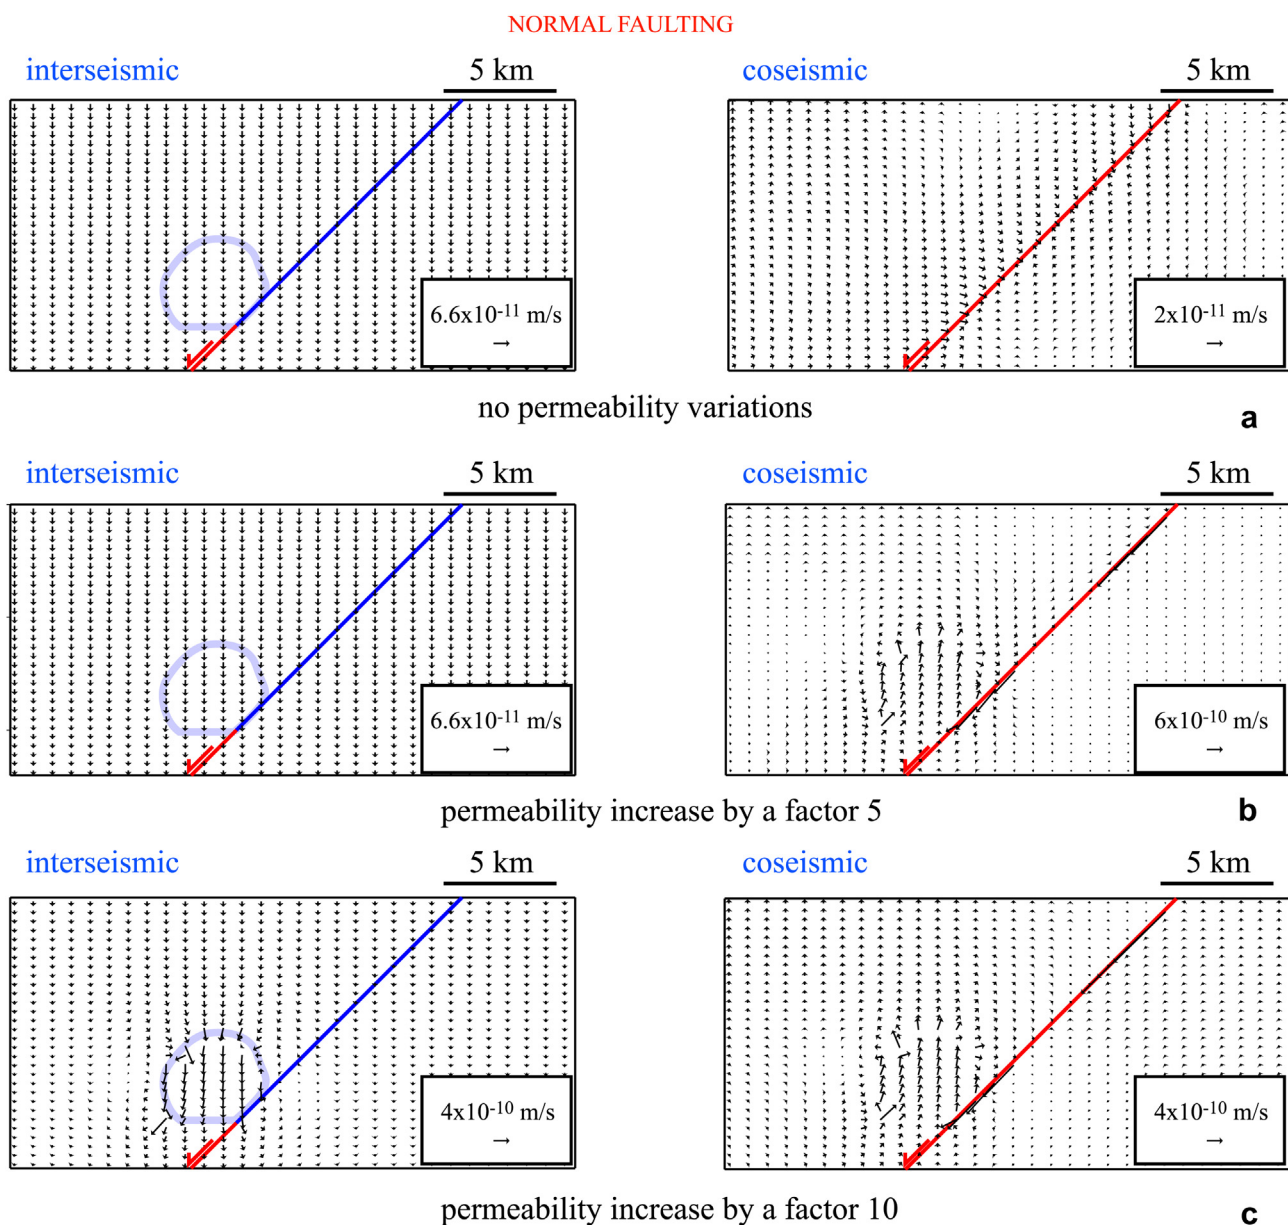 NORMAL FAULTING
interseismic 5 km coseismic 5 km
6.6x10⁻¹¹ m/s 2x10⁻¹¹ m/s
no permeability variations a
interseismic 5 km coseismic 5 km
6.6x10⁻¹¹ m/s 6x10⁻¹⁰ m/s
permeability increase by a factor 5 b
interseismic 5 km coseismic 5 km
4x10⁻¹⁰ m/s 4x10⁻¹⁰ m/s
permeability increase by a factor 10 c